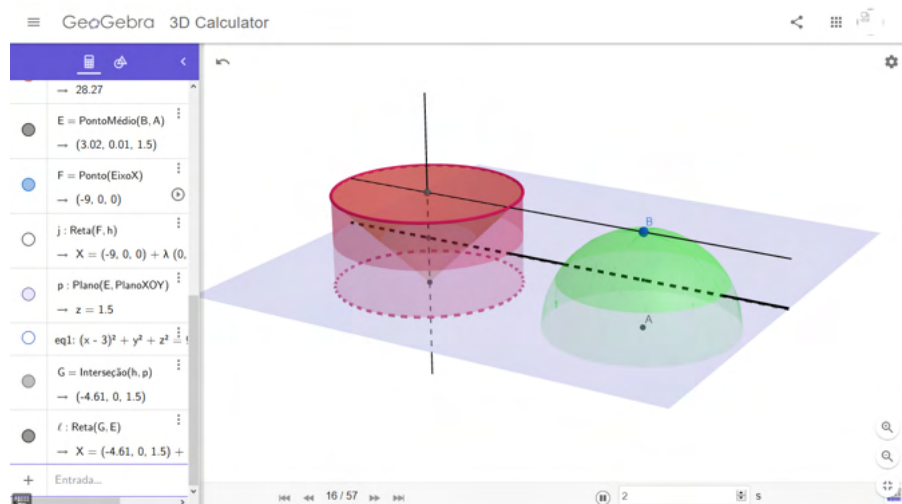 GeoGebra 3D Calculator
→ 28.27
E = PontoMédio(B, A)
→ (3.02, 0.01, 1.5)
F = Ponto(EixoX)
→ (-9, 0, 0)
j : Reta(F, h)
→ X = (-9, 0, 0) + λ (0,
p : Plano(E, PlanoXOY)
→ z = 1.5
eq1: (x - 3)² + y² + z² =
G = Interseção(h, p)
→ (-4.61, 0, 1.5)
ℓ : Reta(G, E)
→ X = (-4.61, 0, 1.5) +
Entrada...
B
A
16 / 57
2
s